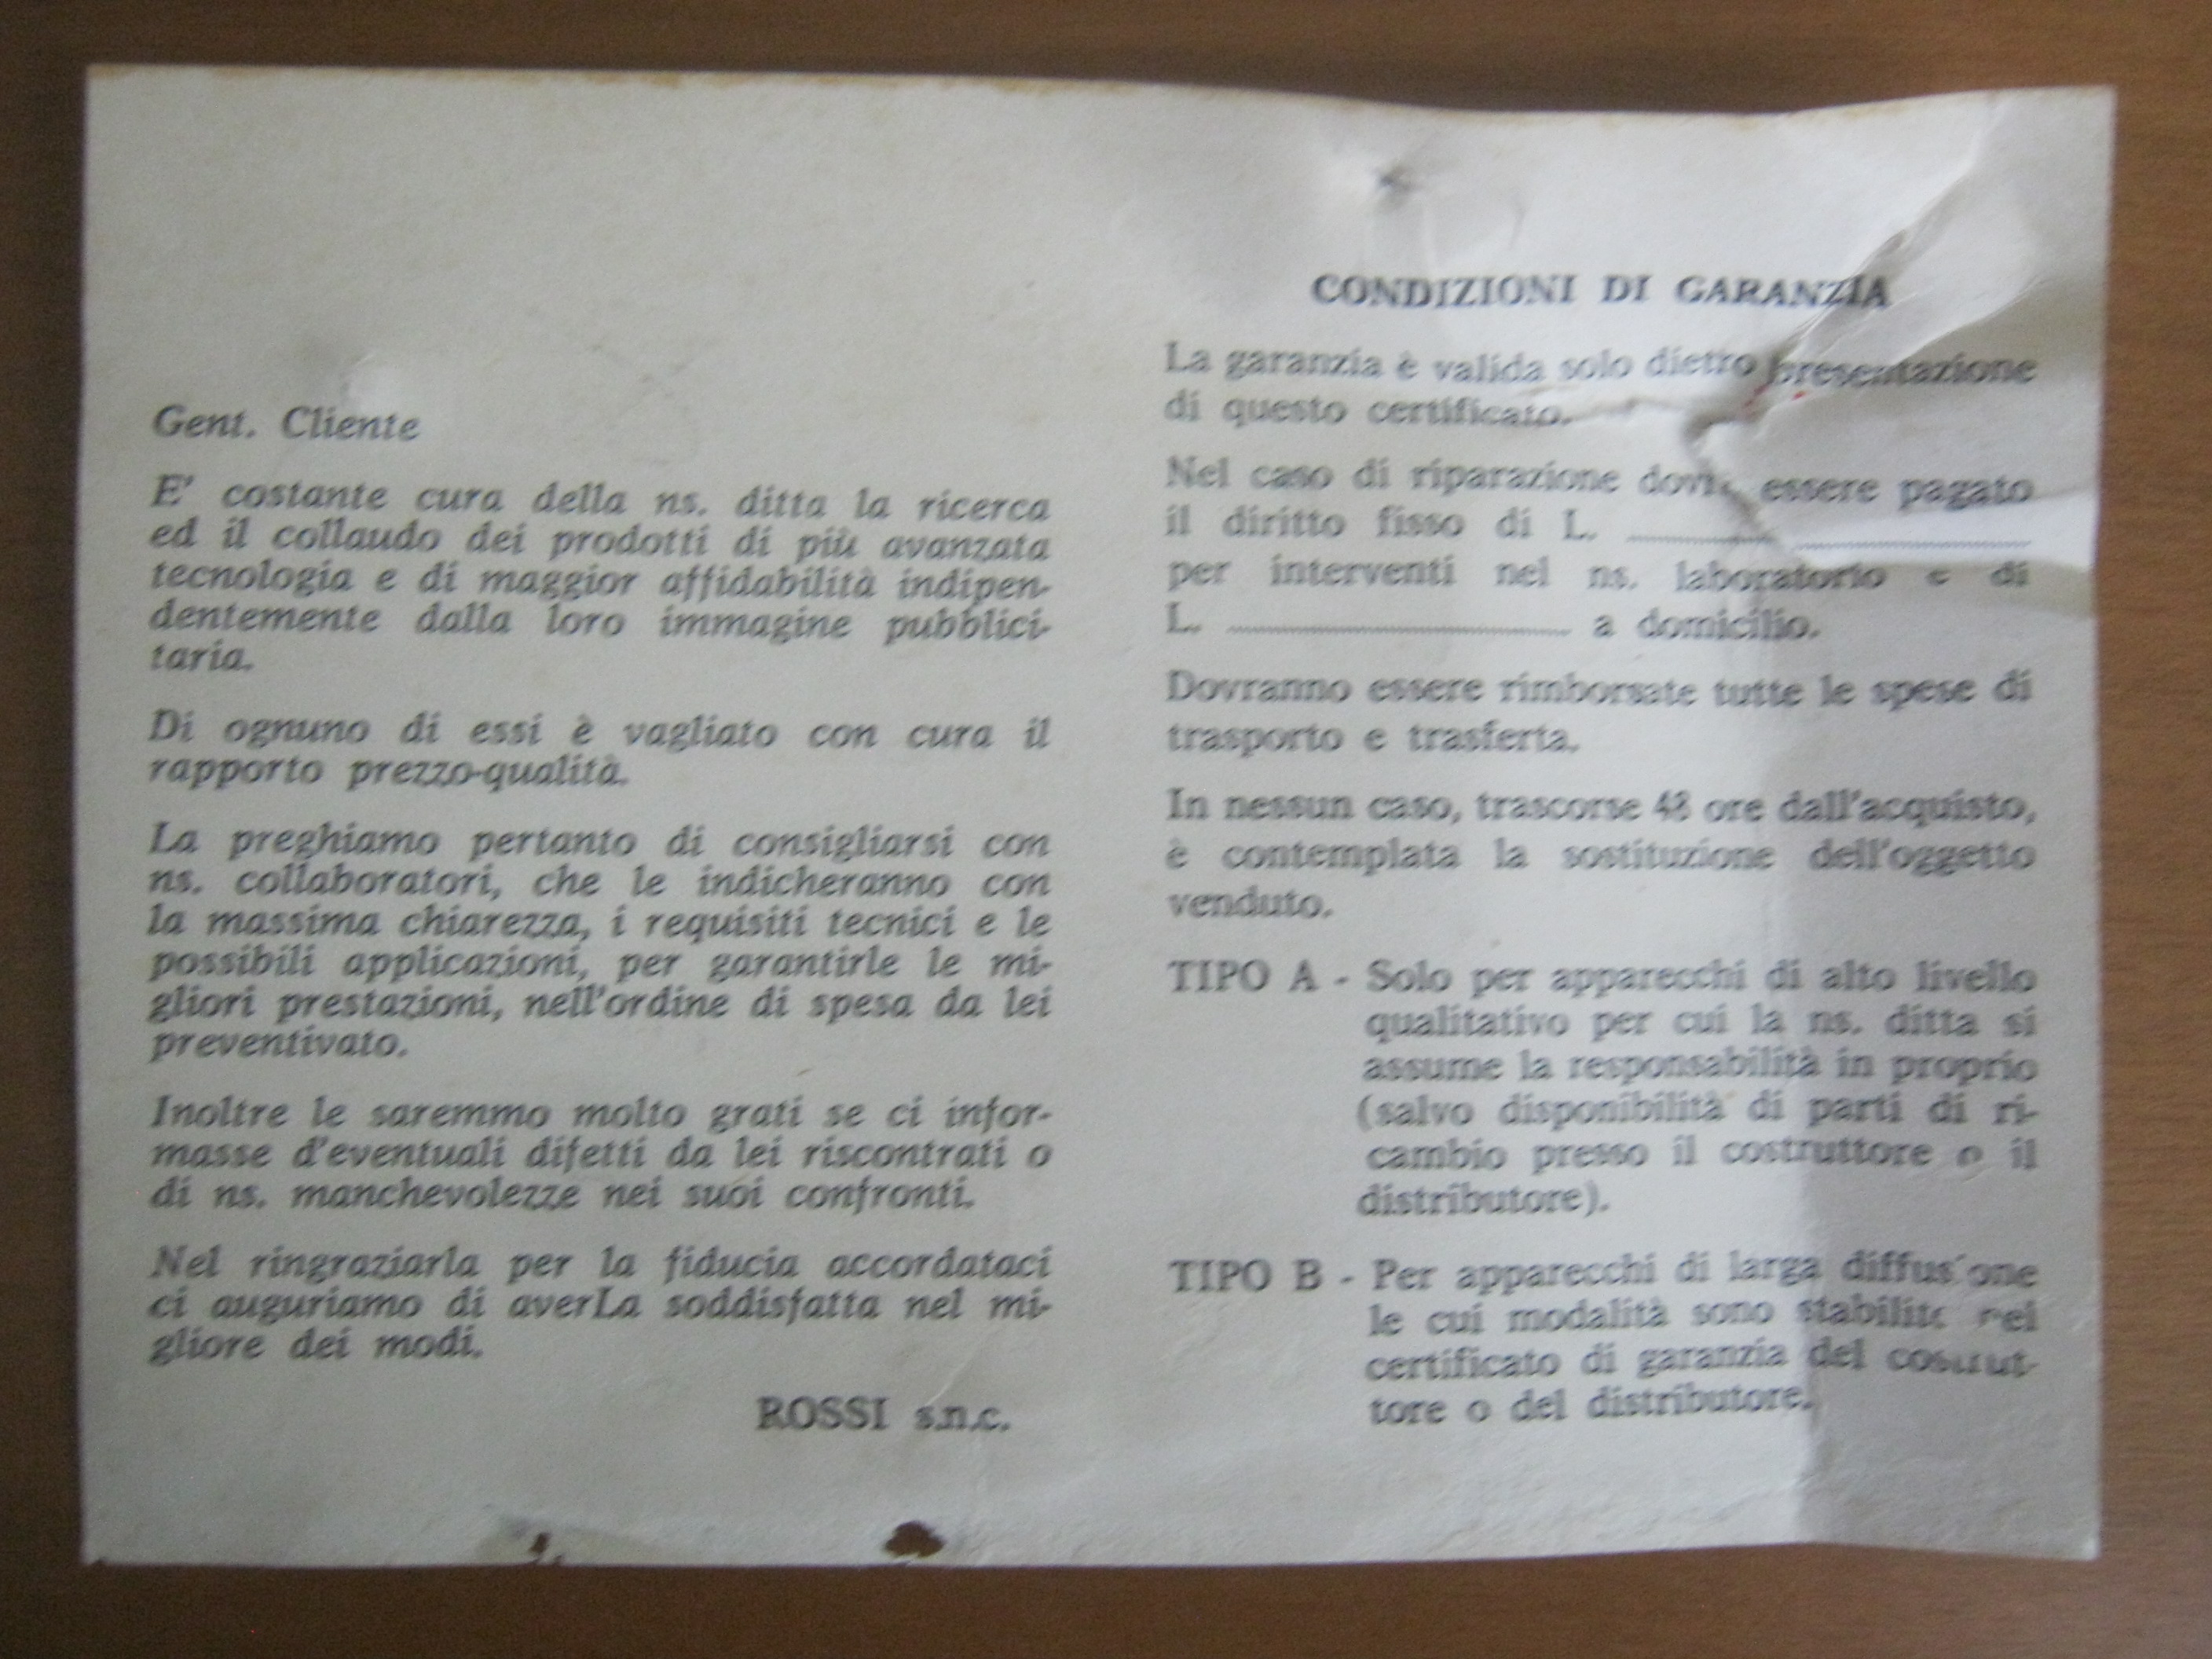 Gent. Cliente
E' costante cura della ns. ditta la ricerca
ed il collaudo dei prodotti di più avanzata
tecnologia e di maggior affidabilità indipen-
dentemente dalla loro immagine pubblici-
taria.
Di ognuno di essi è vagliato con cura il
rapporto prezzo-qualità.
La preghiamo pertanto di consigliarsi con
ns. collaboratori, che le indicheranno con
la massima chiarezza, i requisiti tecnici e le
possibili applicazioni, per garantirle le mi-
gliori prestazioni, nell'ordine di spesa da lei
preventivato.
Inoltre le saremmo molto grati se ci infor-
masse d'eventuali difetti da lei riscontrati o
di ns. manchevolezze nei suoi confronti.
Nel ringraziarla per la fiducia accordataci
ci auguriamo di averLa soddisfatta nel mi-
gliore dei modi.
ROSSI s.n.c.
CONDIZIONI DI GARANZIA
La garanzia è valida solo dietro presentazione
di questo certificato.
Nel caso di riparazione essere pagato
il diritto fisso di L.
per interventi nel ns. laboratorio e di
L. a domicilio.
Dovranno essere rimborsate tutte le spese di
trasporto e trasferta.
In nessun caso, trascorse 48 ore dall'acquisto,
è contemplata la sostituzione dell'oggetto
venduto.
TIPO A - Solo per apparecchi di alto livello
qualitativo per cui la ns. ditta si
assume la responsabilità in proprio
(salvo disponibilità di parti di ri-
cambio presso il costruttore o il
distributore).
TIPO B - Per apparecchi di larga diffusione
le cui modalità sono stabilite nel
certificato di garanzia del costrut-
tore o del distributore.